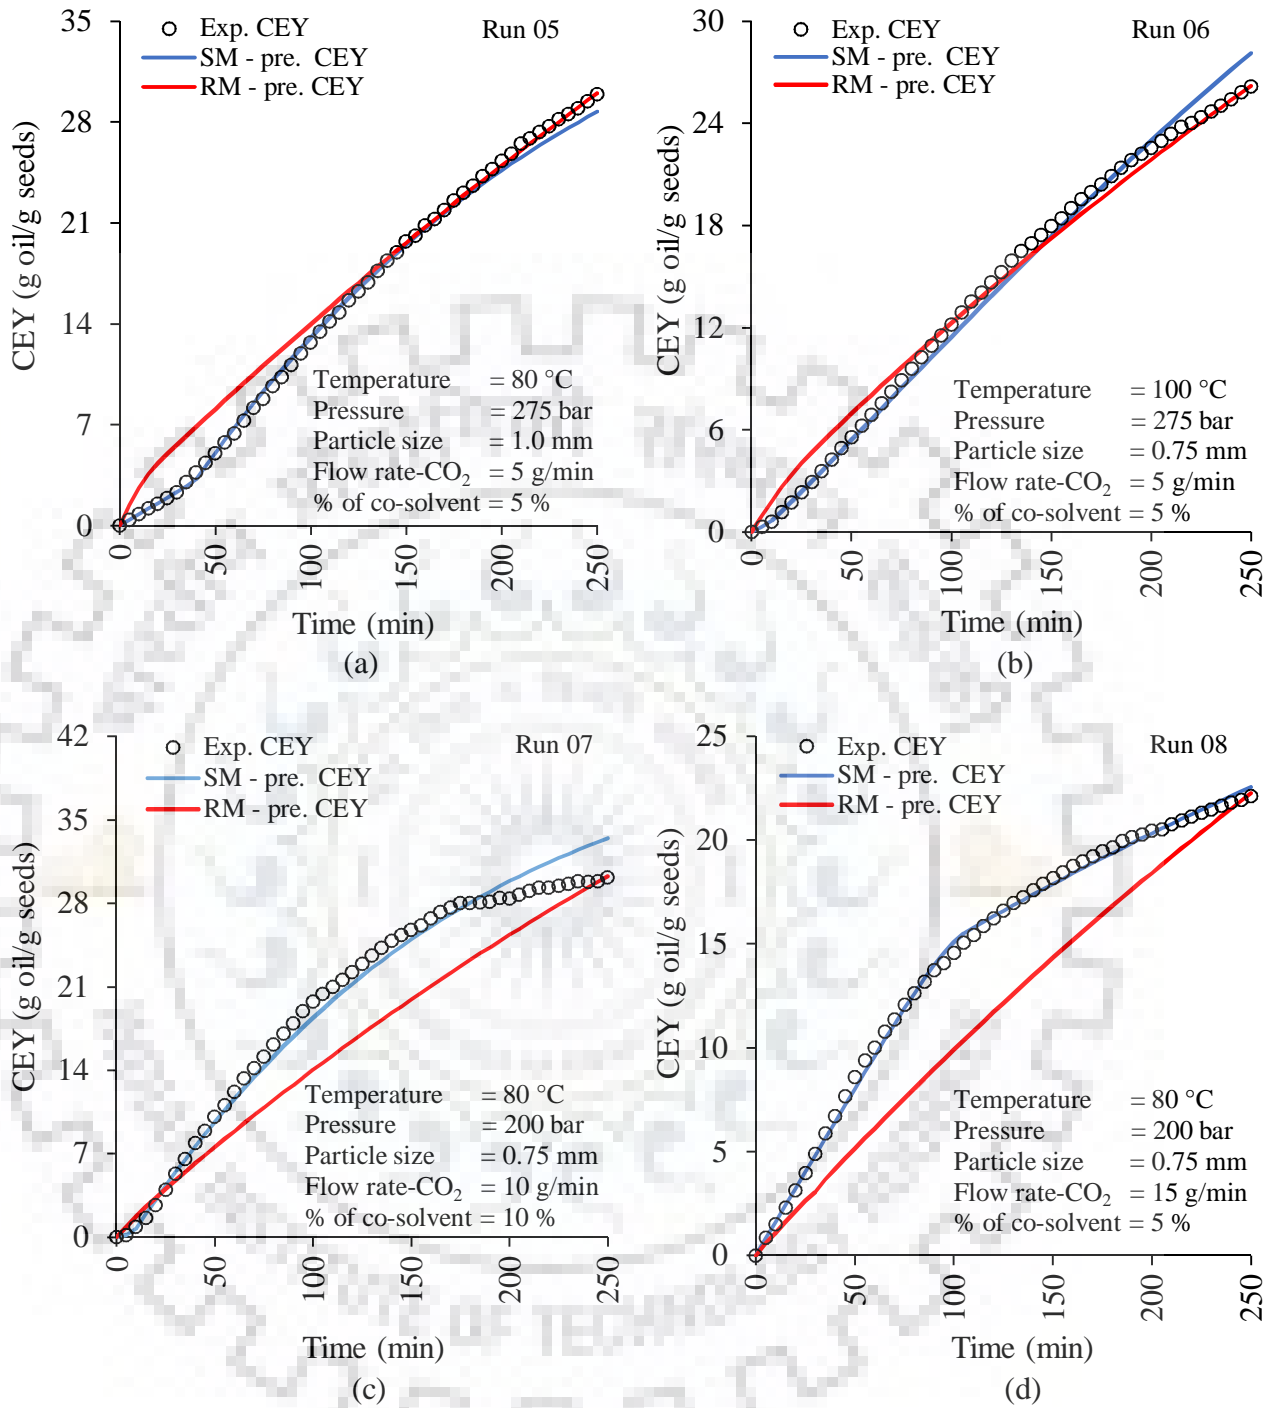 35
28
21
14
7
0
CEY (g oil/g seeds)
Exp. CEY
SM - pre. CEY
RM - pre. CEY
Run 05
Temperature = 80 °C
Pressure = 275 bar
Particle size = 1.0 mm
Flow rate-CO₂ = 5 g/min
% of co-solvent = 5 %
0 50 100 150 200 250
Time (min)
(a)
30
24
18
12
6
0
CEY (g oil/g seeds)
Exp. CEY
SM - pre. CEY
RM - pre. CEY
Run 06
Temperature = 100 °C
Pressure = 275 bar
Particle size = 0.75 mm
Flow rate-CO₂ = 5 g/min
% of co-solvent = 5 %
0 50 100 150 200 250
Time (min)
(b)
42
35
28
21
14
7
0
CEY (g oil/g seeds)
Exp. CEY
SM - pre. CEY
RM - pre. CEY
Run 07
Temperature = 80 °C
Pressure = 200 bar
Particle size = 0.75 mm
Flow rate-CO₂ = 10 g/min
% of co-solvent = 10 %
0 50 100 150 200 250
Time (min)
(c)
25
20
15
10
5
0
CEY (g oil/g seeds)
Exp. CEY
SM - pre. CEY
RM - pre. CEY
Run 08
Temperature = 80 °C
Pressure = 200 bar
Particle size = 0.75 mm
Flow rate-CO₂ = 15 g/min
% of co-solvent = 5 %
0 50 100 150 200 250
Time (min)
(d)